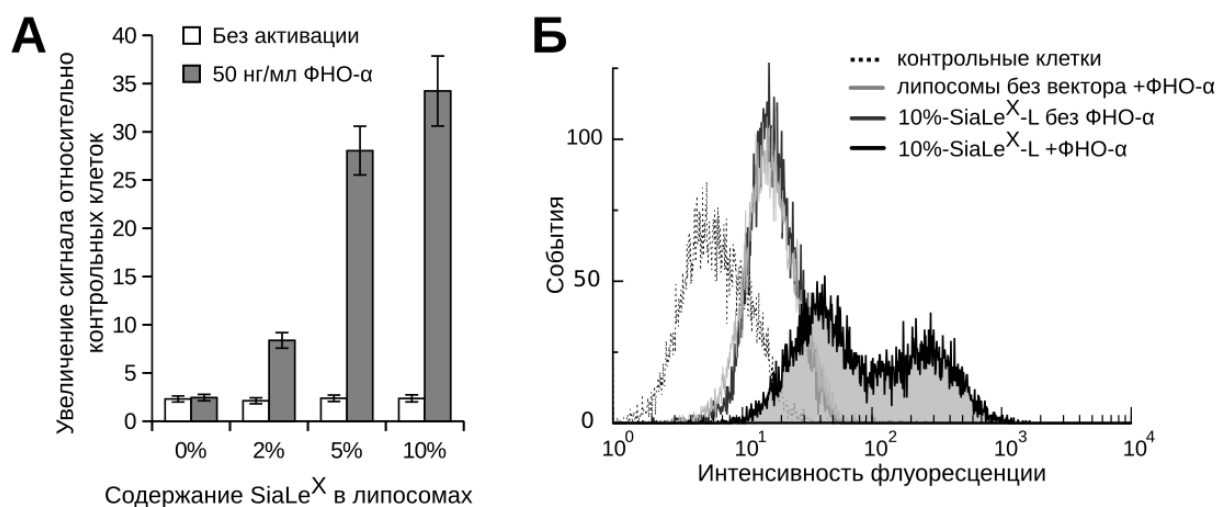 А
Увеличение сигнала относительно
контрольных клеток
40
35
30
25
20
15
10
5
0
Без активации
50 нг/мл ФНО-α
0%
2%
5%
10%
Содержание SiaLeX в липосомах
Б
События
100
50
0
контрольные клетки
липосомы без вектора +ФНО-α
10%-SiaLeX-L без ФНО-α
10%-SiaLeX-L +ФНО-α
10^0
10^1
10^2
10^3
10^4
Интенсивность флуоресценции